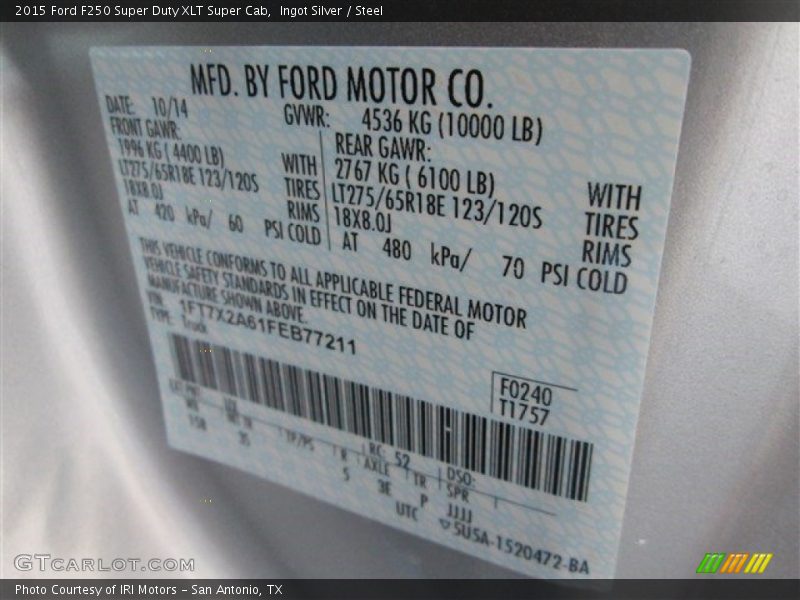 2015 Ford F250 Super Duty XLT Super Cab, Ingot Silver / Steel
MFD. BY FORD MOTOR CO.
DATE: 10/14
GVWR: 4536 KG (10000 LB)
FRONT GAWR:
1996 KG ( 4400 LB)
WITH
LT275/65R18E 123/120S
TIRES
18X8.0J
RIMS
AT 420 kPa/ 60 PSI COLD
REAR GAWR:
2767 KG ( 6100 LB)
WITH
LT275/65R18E 123/120S
TIRES
18X8.0J
RIMS
AT 480 kPa/ 70 PSI COLD
THIS VEHICLE CONFORMS TO ALL APPLICABLE FEDERAL MOTOR
VEHICLE SAFETY STANDARDS IN EFFECT ON THE DATE OF
MANUFACTURE SHOWN ABOVE.
VIN: 1FT7X2A61FEB77211
TYPE: Truck
F0240
T1757
RC: 52
DSO:
TP/PS R AXLE TR SPR
5 3E P JJJJ
UTC
▽5USA-1520472-BA
GTCARLOT.COM
Photo Courtesy of IRI Motors - San Antonio, TX